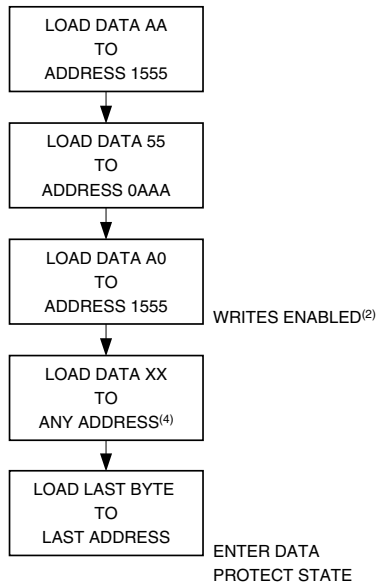 LOAD DATA AA
TO
ADDRESS 1555
LOAD DATA 55
TO
ADDRESS 0AAA
LOAD DATA A0
TO
ADDRESS 1555
WRITES ENABLED(2)
LOAD DATA XX
TO
ANY ADDRESS(4)
LOAD LAST BYTE
TO
LAST ADDRESS
ENTER DATA
PROTECT STATE